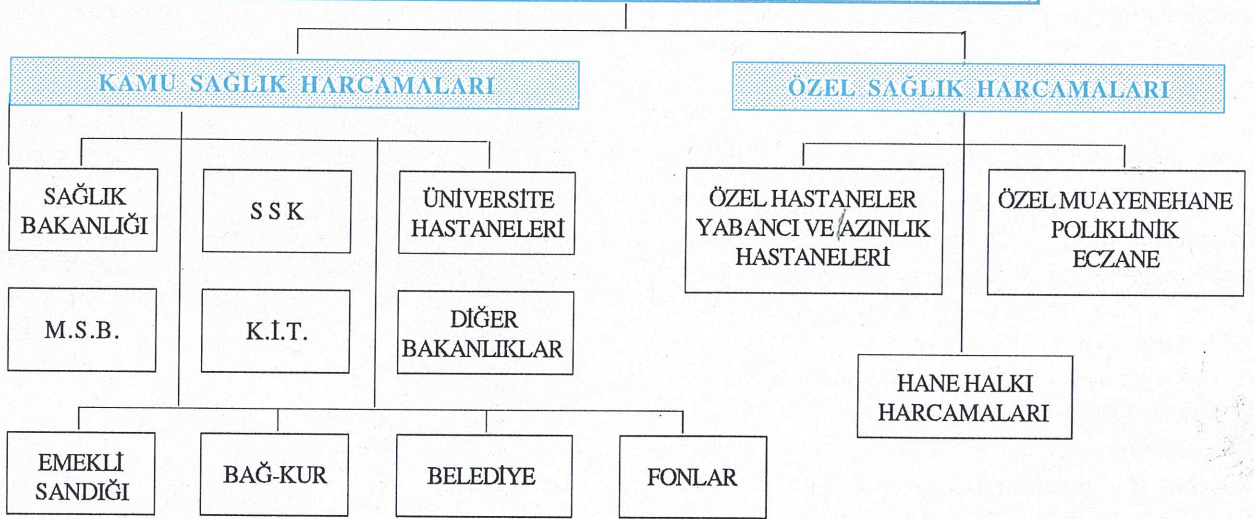 KAMU SAĞLIK HARCAMALARI
ÖZEL SAĞLIK HARCAMALARI
SAĞLIK
BAKANLIĞI
S S K
ÜNİVERSİTE
HASTANELERİ
ÖZEL HASTANELER
YABANCI VE AZINLIK
HASTANELERİ
ÖZEL MUAYENEHANE
POLİKLİNİK
ECZANE
M.S.B.
K.İ.T.
DİĞER
BAKANLIKLAR
HANE HALKI
HARCAMALARI
EMEKLİ
SANDIĞI
BAĞ-KUR
BELEDİYE
FONLAR